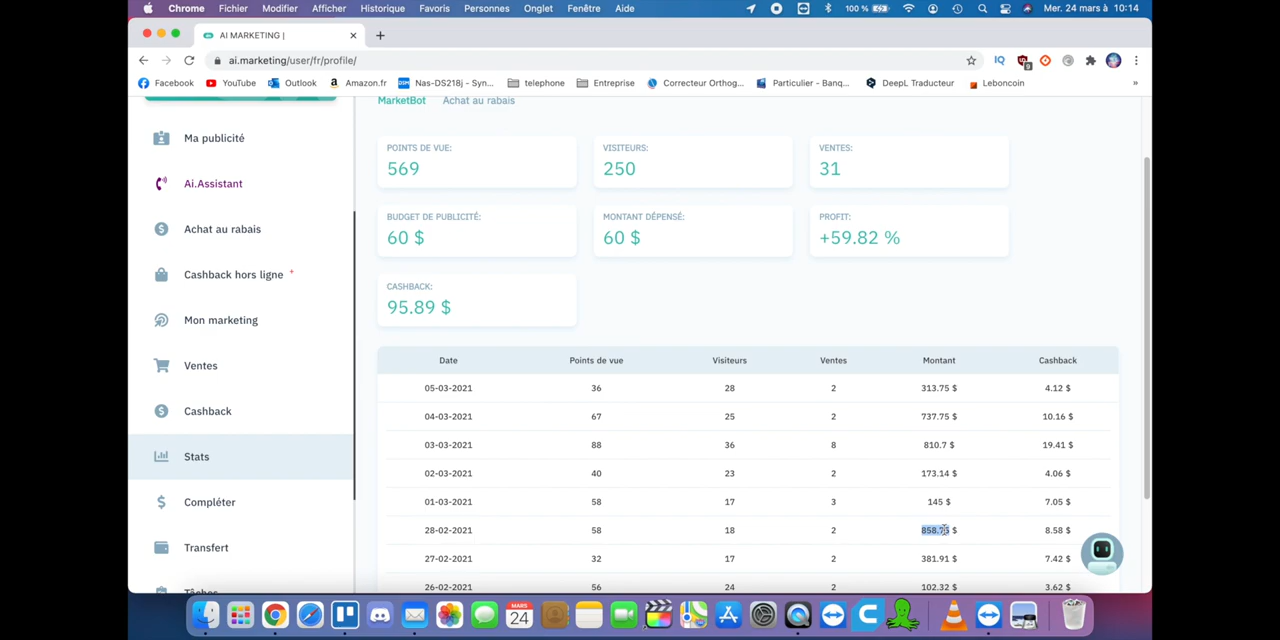 Chrome Fichier Modifier Afficher Historique Favoris Personnes Onglet Fenêtre Aide 100 % Mer. 24 mars à 10:14
AI MARKETING |
ai.marketing/user/fr/profile/
Facebook YouTube Outlook Amazon.fr Nas-DS218j – Syn... telephone Entreprise Correcteur Orthog... Particulier - Banq... DeepL Traducteur Leboncoin »
MarketBot Achat au rabais
Ma publicité
Ai.Assistant
Achat au rabais
Cashback hors ligne *
Mon marketing
Ventes
Cashback
Stats
Compléter
Transfert
Tâches
POINTS DE VUE: VISITEURS: VENTES:
569 250 31
BUDGET DE PUBLICITÉ: MONTANT DÉPENSÉ: PROFIT:
60 $ 60 $ +59.82 %
CASHBACK:
95.89 $
Date Points de vue Visiteurs Ventes Montant Cashback
05-03-2021 36 28 2 313.75 $ 4.12 $
04-03-2021 67 25 2 737.75 $ 10.16 $
03-03-2021 88 36 8 810.7 $ 19.41 $
02-03-2021 40 23 2 173.14 $ 4.06 $
01-03-2021 58 17 3 145 $ 7.05 $
28-02-2021 58 18 2 858.75 $ 8.58 $
27-02-2021 32 17 2 381.91 $ 7.42 $
26-02-2021 56 24 2 102.32 $ 3.62 $
MARS
24